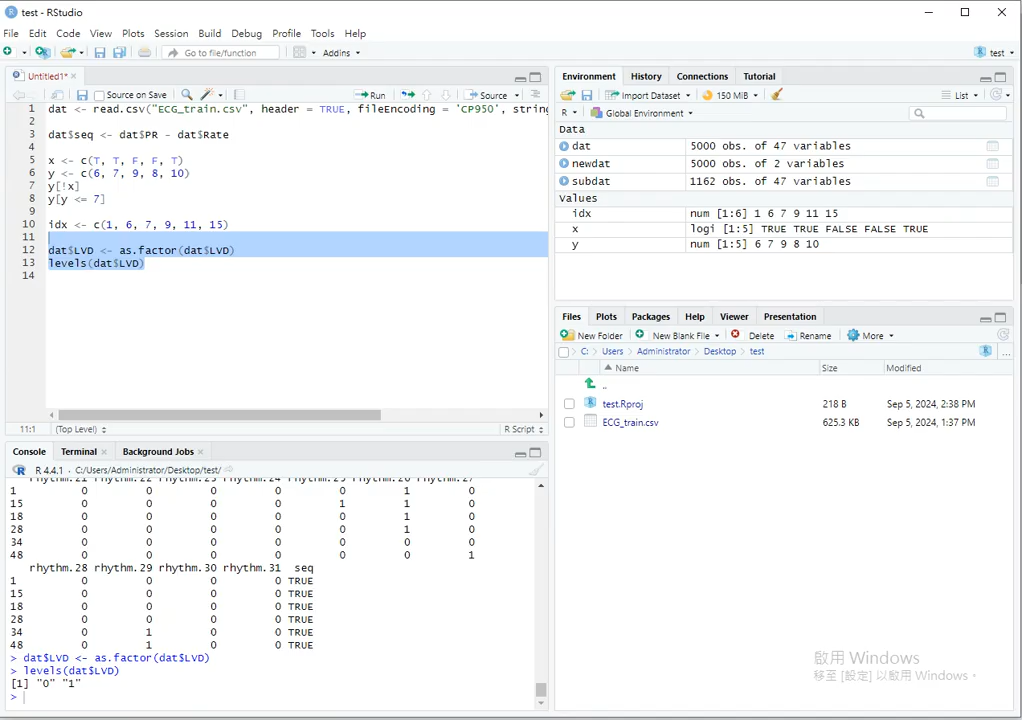 test - RStudio
File Edit Code View Plots Session Build Debug Profile Tools Help
Go to file/function Addins test
Untitled1*
Source on Save Run Source
1 dat <- read.csv("ECG_train.csv", header = TRUE, fileEncoding = 'CP950', string
2
3 dat$seq <- dat$PR - dat$Rate
4
5 x <- c(T, T, F, F, T)
6 y <- c(6, 7, 9, 8, 10)
7 y[!x]
8 y[y <= 7]
9
10 idx <- c(1, 6, 7, 9, 11, 15)
11
12 dat$LVD <- as.factor(dat$LVD)
13 levels(dat$LVD)
14
11:1 (Top Level) R Script
Console Terminal Background Jobs
R 4.4.1 · C:/Users/Administrator/Desktop/test/
rhythm.21 rhythm.22 rhythm.23 rhythm.24 rhythm.25 rhythm.26 rhythm.27
1 0 0 0 0 0 1 0
15 0 0 0 0 1 1 0
18 0 0 0 0 0 1 0
28 0 0 0 0 0 1 0
34 0 0 0 0 0 0 0
48 0 0 0 0 0 0 1
rhythm.28 rhythm.29 rhythm.30 rhythm.31 seq
1 0 0 0 0 TRUE
15 0 0 0 0 TRUE
18 0 0 0 0 TRUE
28 0 0 0 0 TRUE
34 0 1 0 0 TRUE
48 0 1 0 0 TRUE
> dat$LVD <- as.factor(dat$LVD)
> levels(dat$LVD)
[1] "0" "1"
>
Environment History Connections Tutorial
Import Dataset 150 MiB List
R Global Environment
Data
dat 5000 obs. of 47 variables
newdat 5000 obs. of 2 variables
subdat 1162 obs. of 47 variables
Values
idx num [1:6] 1 6 7 9 11 15
x logi [1:5] TRUE TRUE FALSE FALSE TRUE
y num [1:5] 6 7 9 8 10
Files Plots Packages Help Viewer Presentation
New Folder New Blank File Delete Rename More
C: Users Administrator Desktop test ...
Name Size Modified
..
test.Rproj 218 B Sep 5, 2024, 2:38 PM
ECG_train.csv 625.3 KB Sep 5, 2024, 1:37 PM
啟用 Windows
移至 [設定] 以啟用 Windows。